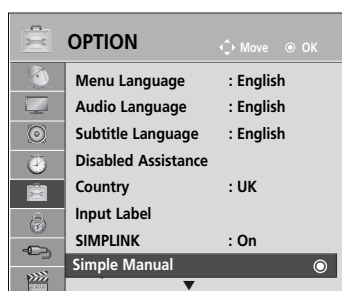 OPTION Move OK
Menu Language : English
Audio Language : English
Subtitle Language : English
Disabled Assistance
Country : UK
Input Label
SIMPLINK : On
Simple Manual